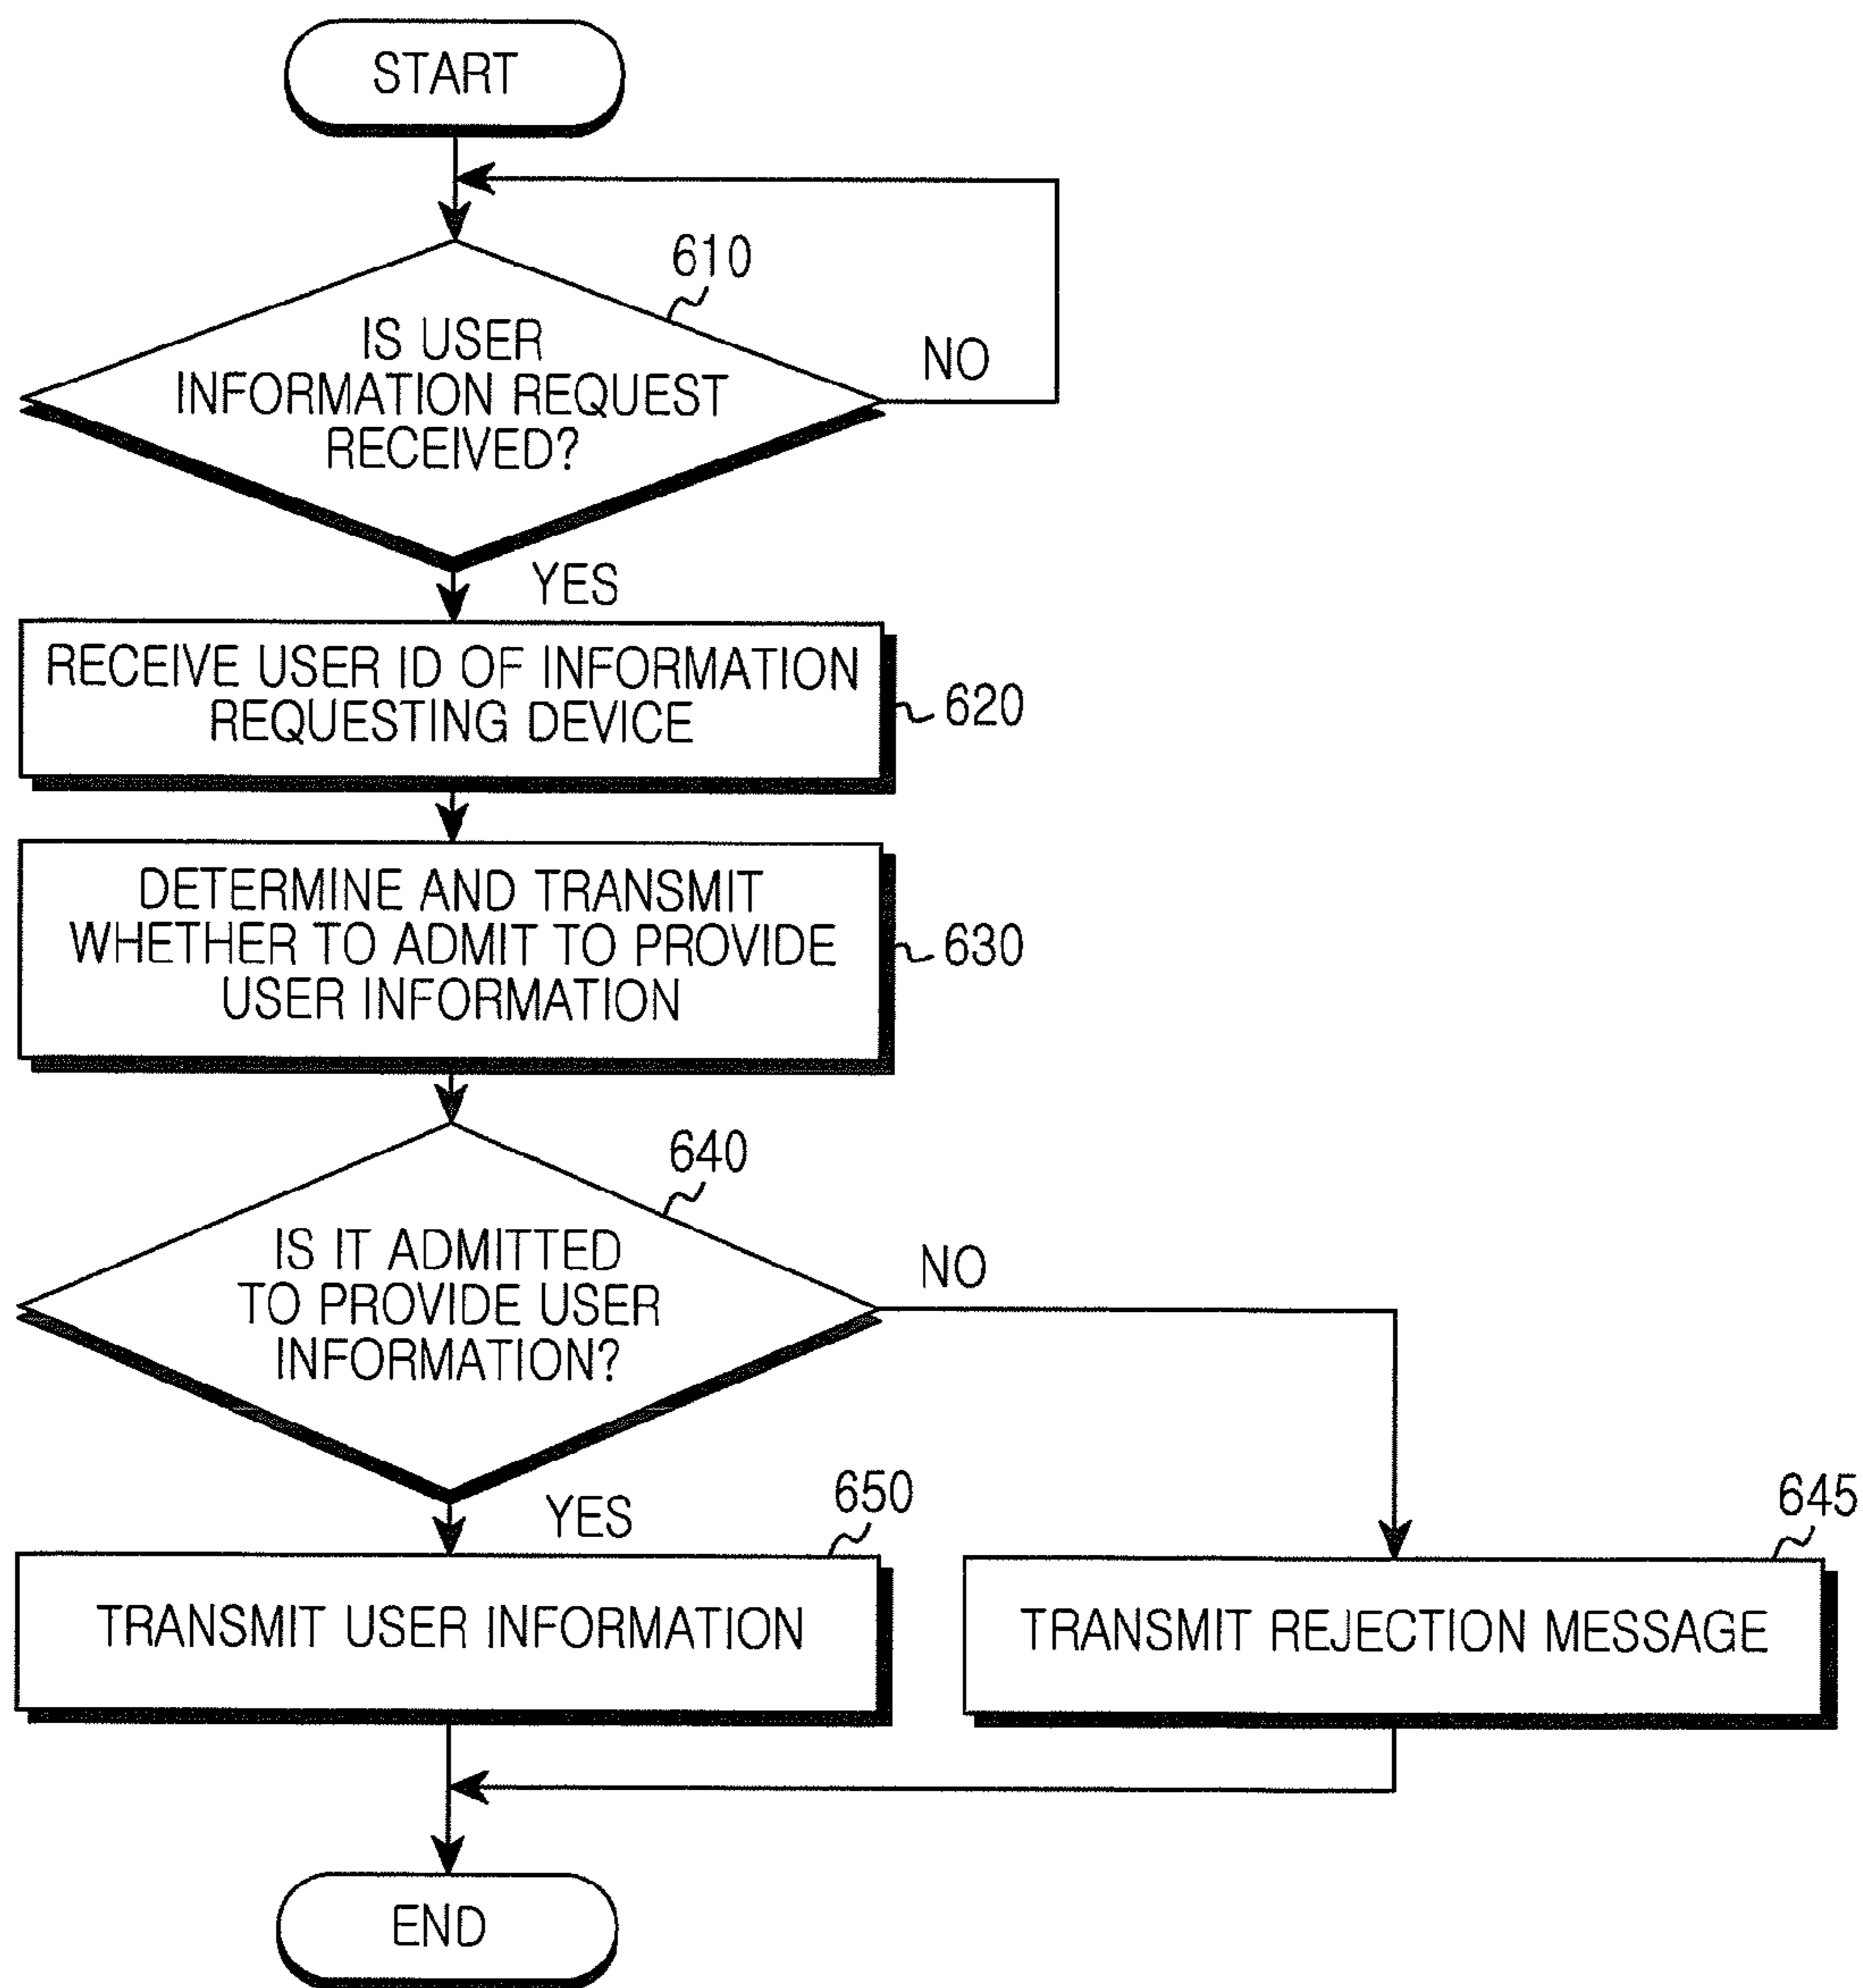 START
610
IS USER
INFORMATION REQUEST
RECEIVED?
NO
YES
RECEIVE USER ID OF INFORMATION
REQUESTING DEVICE
620
DETERMINE AND TRANSMIT
WHETHER TO ADMIT TO PROVIDE
USER INFORMATION
630
640
IS IT ADMITTED
TO PROVIDE USER
INFORMATION?
NO
YES
650
645
TRANSMIT USER INFORMATION
TRANSMIT REJECTION MESSAGE
END